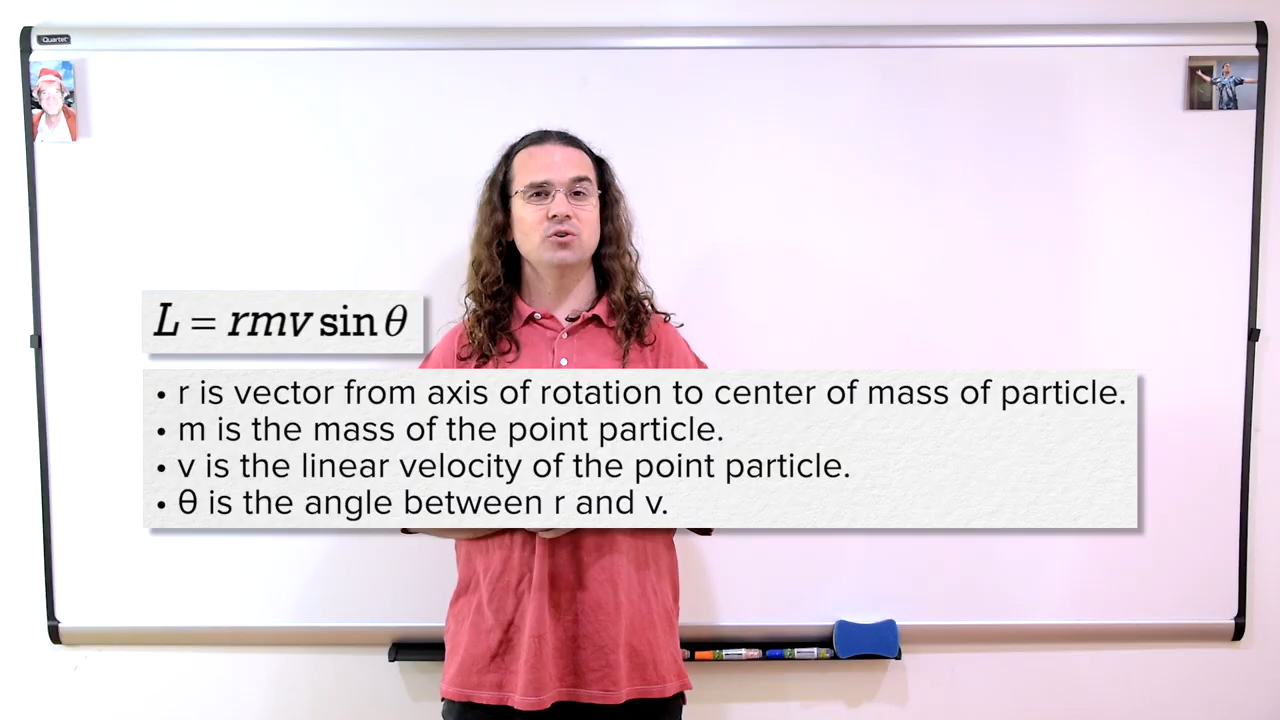 Quartet
L = rmv sin θ
• r is vector from axis of rotation to center of mass of particle.
• m is the mass of the point particle.
• v is the linear velocity of the point particle.
• θ is the angle between r and v.